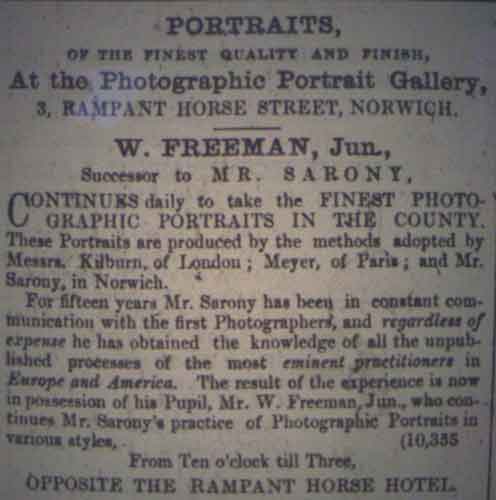 PORTRAITS,
OF THE FINEST QUALITY AND FINISH,
At the Photographic Portrait Gallery,
3, RAMPANT HORSE STREET, NORWICH.
W. FREEMAN, Jun.,
Successor to MR. SARONY,
CONTINUES daily to take the FINEST PHOTO-
GRAPHIC PORTRAITS IN THE COUNTY.
These Portraits are produced by the methods adopted by
Messrs. Kilburn, of London; Meyer, of Paris; and Mr.
Sarony, in Norwich.
For fifteen years Mr. Sarony has been in constant com-
munication with the first Photographers, and regardless of
expense he has obtained the knowledge of all the unpub-
lished processes of the most eminent practitioners in
Europe and America. The result of the experience is now
in possession of his Pupil, Mr. W. Freeman, Jun., who con-
tinues Mr. Sarony's practice of Photographic Portraits in
various styles, (10,355
From Ten o'clock till Three,
OPPOSITE THE RAMPANT HORSE HOTEL.